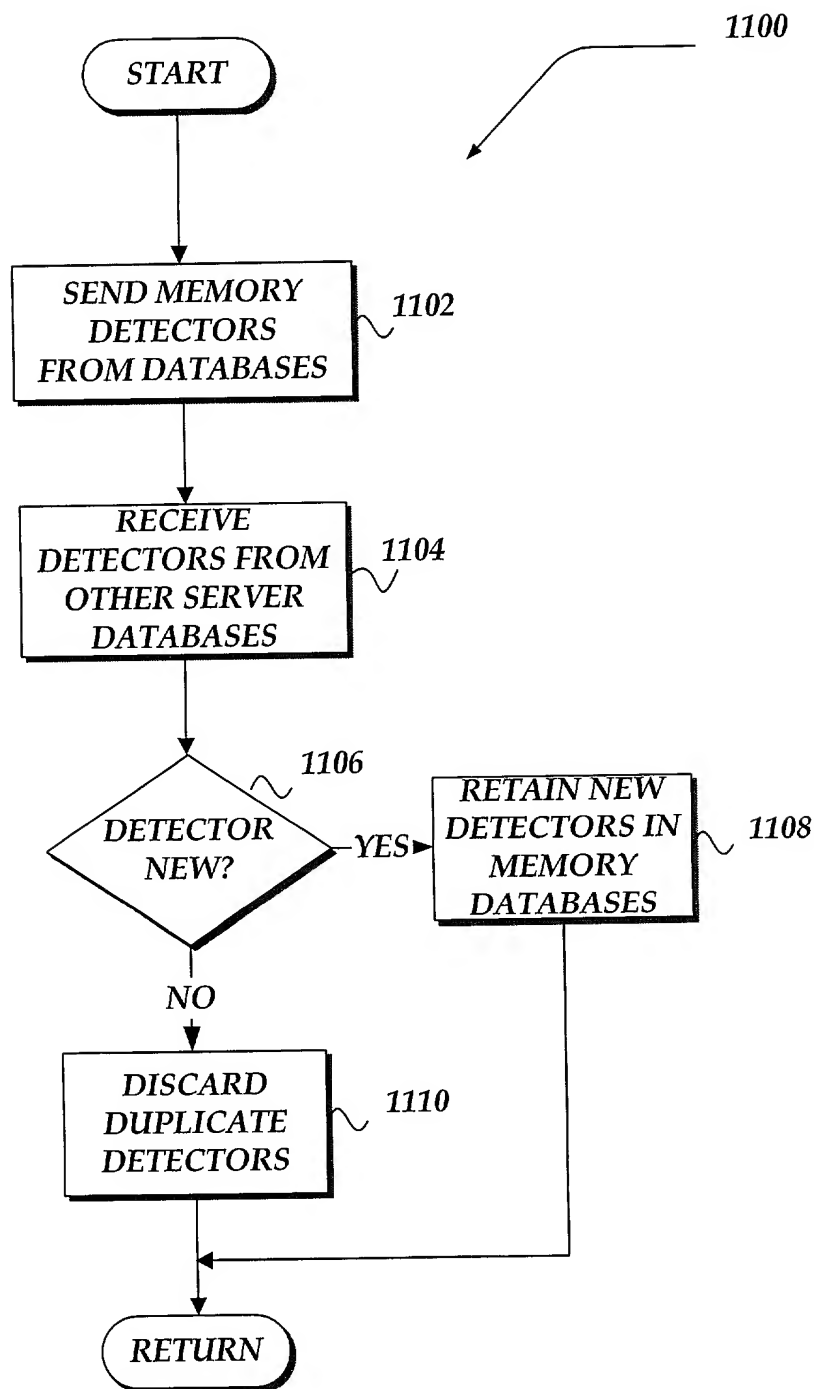 1100
START
SEND MEMORY
DETECTORS
FROM DATABASES
1102
RECEIVE
DETECTORS FROM
OTHER SERVER
DATABASES
1104
1106
DETECTOR
NEW?
YES
RETAIN NEW
DETECTORS IN
MEMORY
DATABASES
1108
NO
DISCARD
DUPLICATE
DETECTORS
1110
RETURN